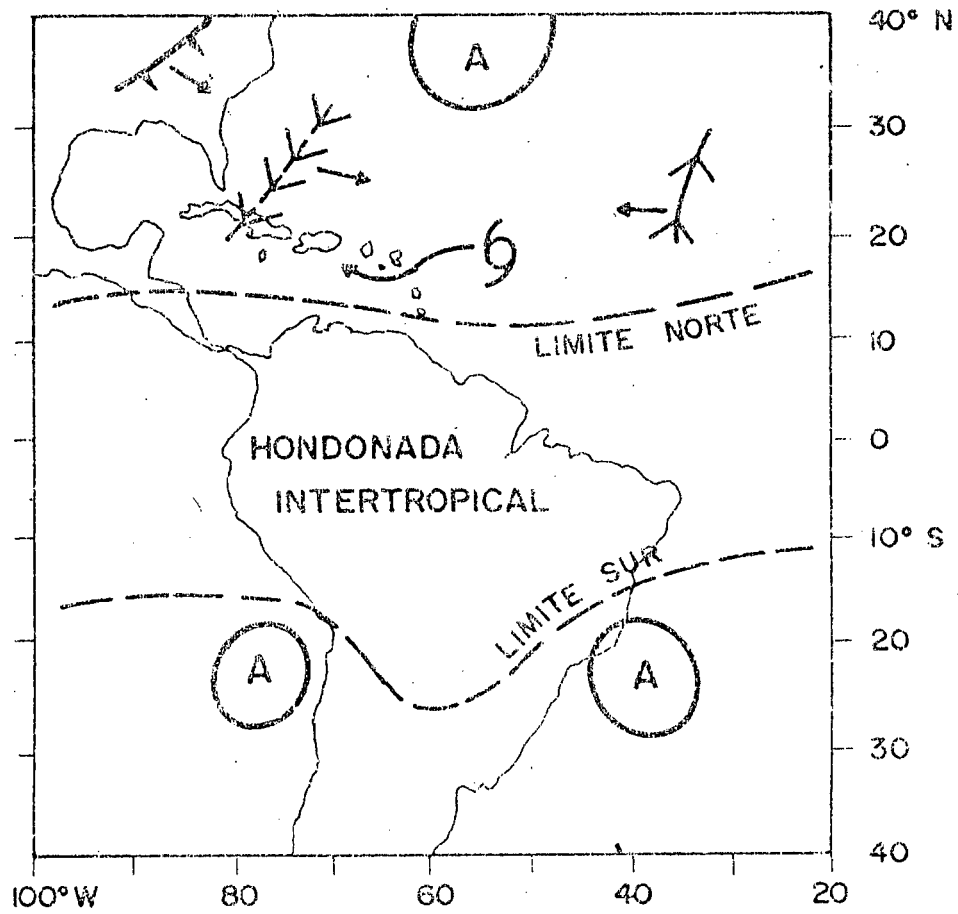 40° N
A
30
20
LIMITE NORTE
10
HONDONADA
0
INTERTROPICAL
10° S
LIMITE SUR
20
A
A
30
40
100° W 80 60 40 20